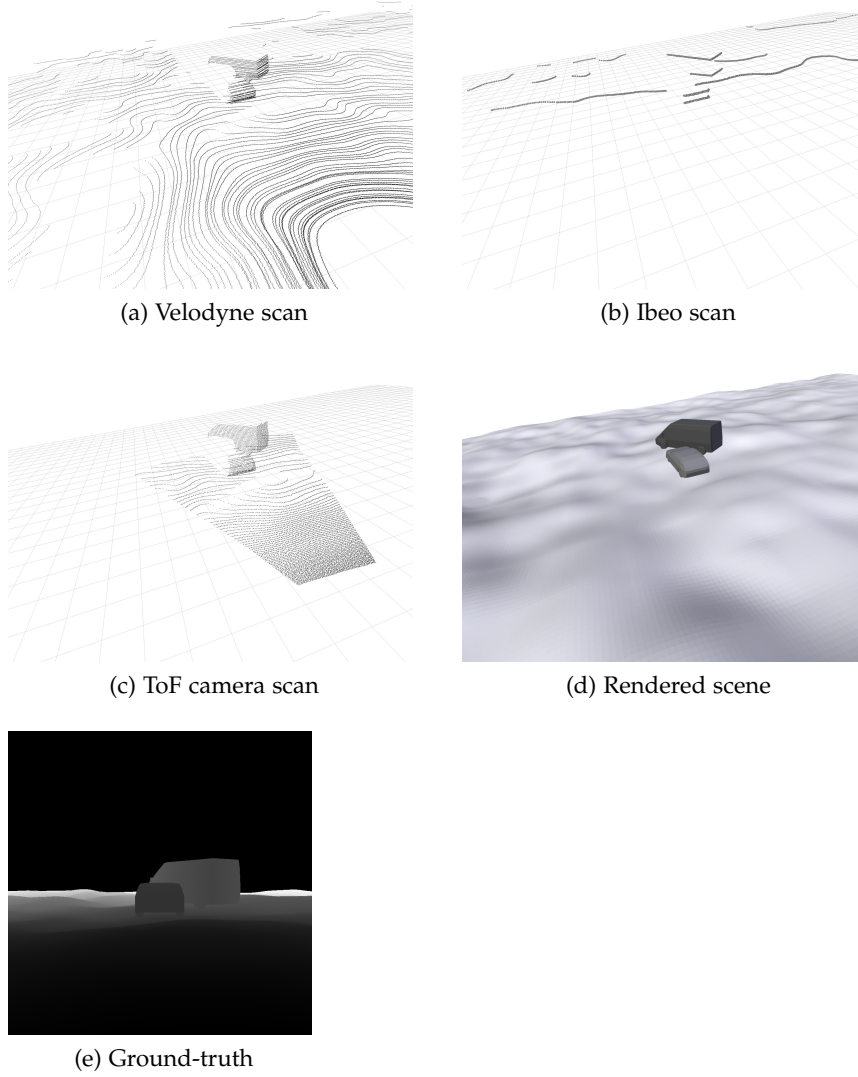 (a) Velodyne scan
(b) Ibeo scan
(c) ToF camera scan
(d) Rendered scene
(e) Ground-truth